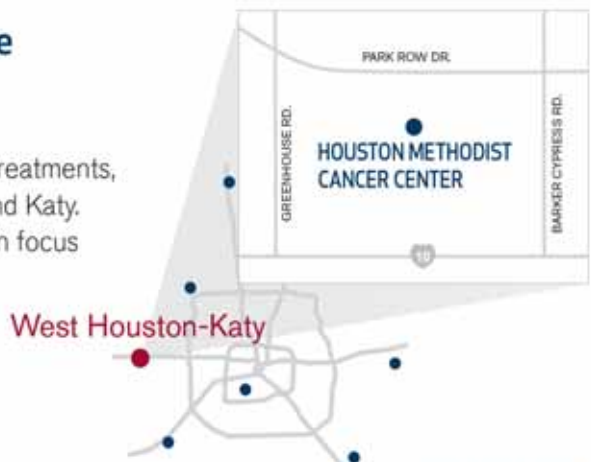 e
reatments,
nd Katy.
n focus
PARK ROW DR.
GREENHOUSE RD.
HOUSTON METHODIST
CANCER CENTER
BARKER CYPRESS RD.
10
West Houston-Katy